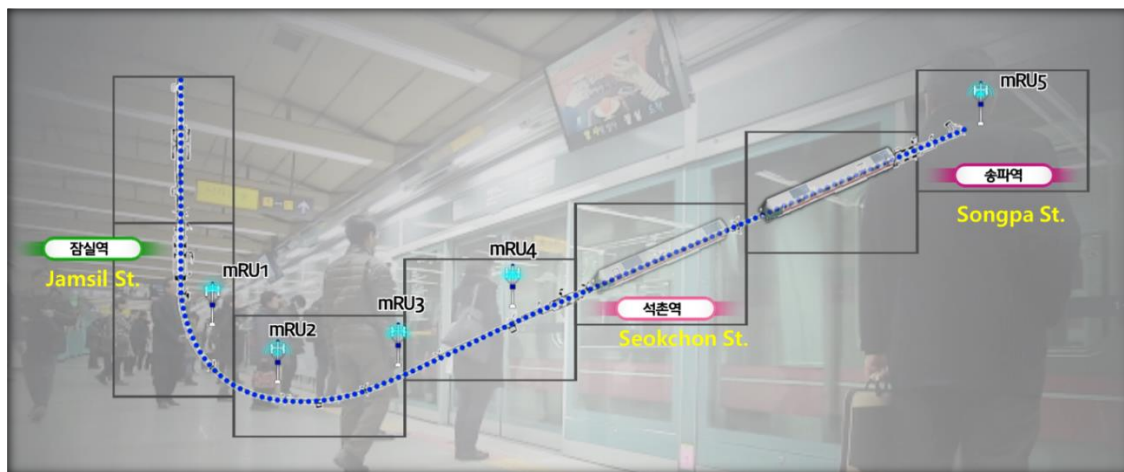 mRU5
송파역
Songpa St.
잠실역
Jamsil St.
mRU1
mRU2
mRU3
mRU4
석촌역
Seokchon St.